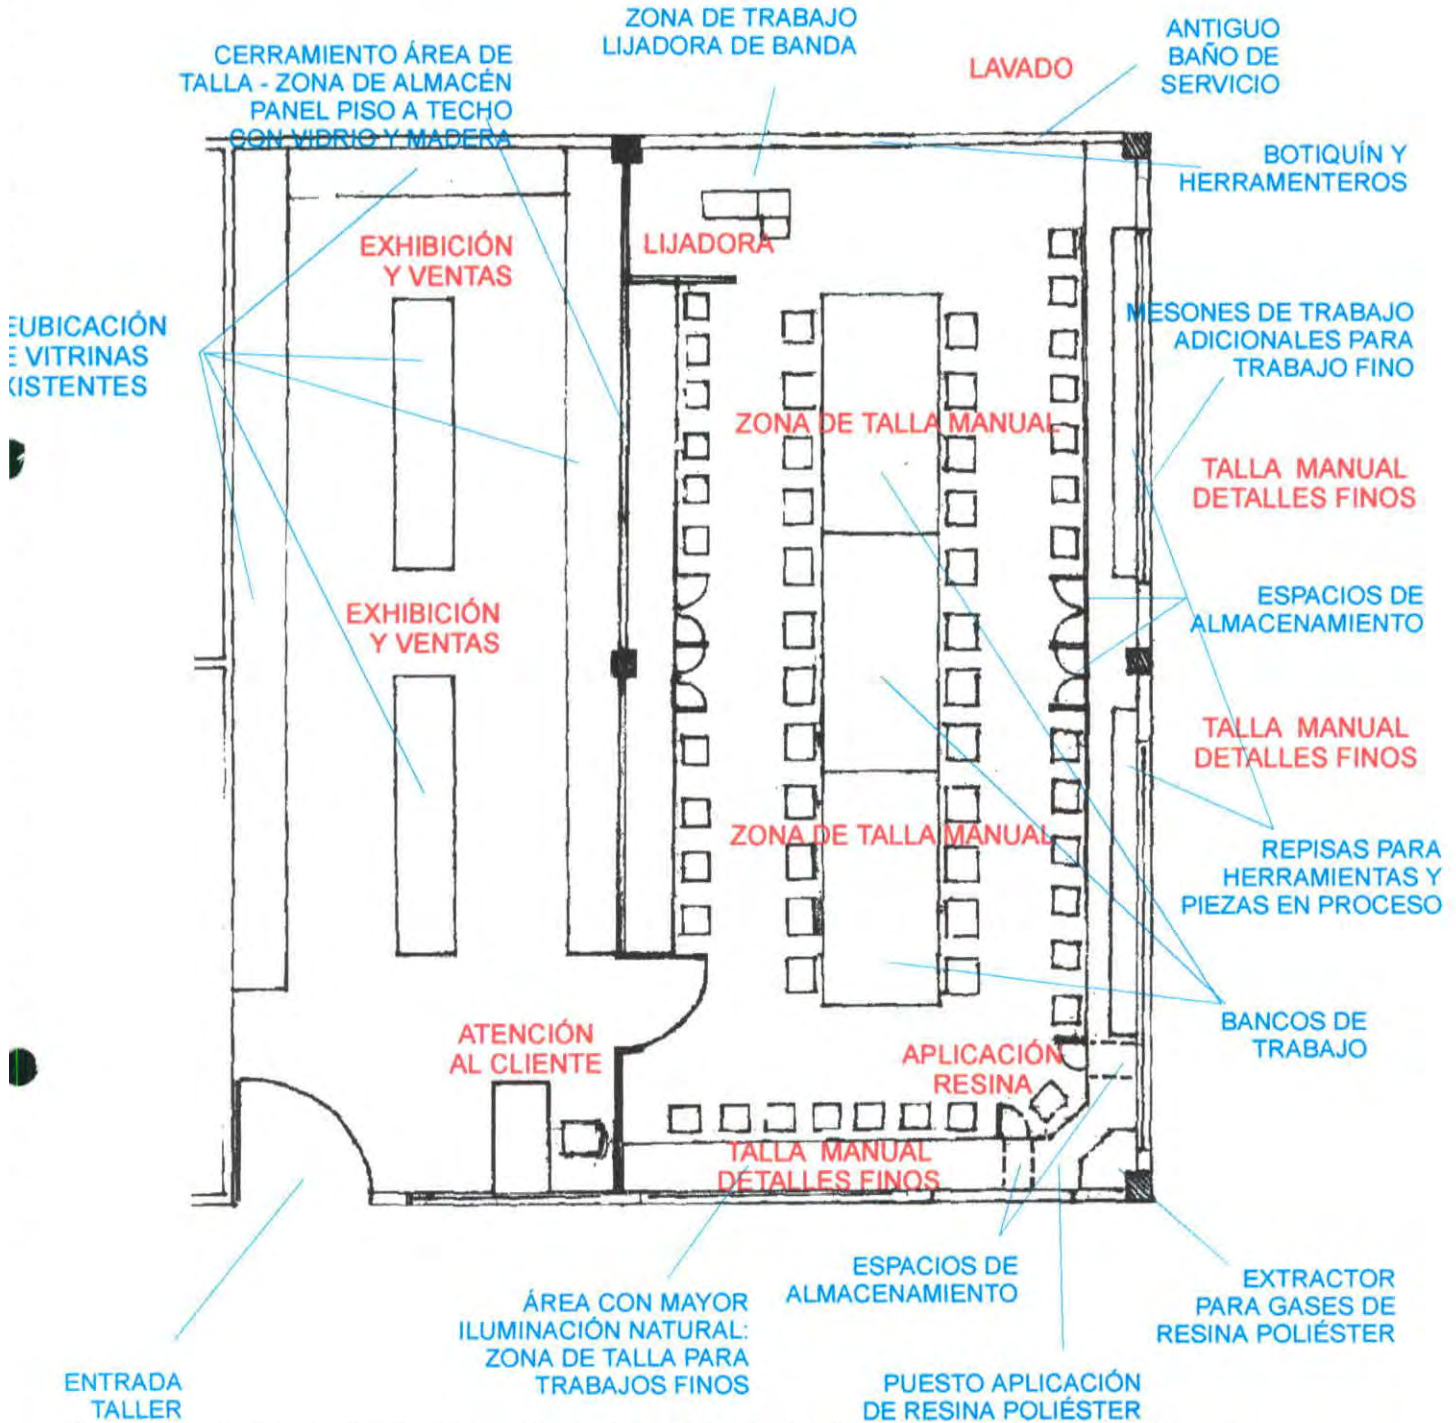 ZONA DE TRABAJO
LIJADORA DE BANDA
ANTIGUO
BAÑO DE
SERVICIO
CERRAMIENTO ÁREA DE
TALLA - ZONA DE ALMACÉN
PANEL PISO A TECHO
CON VIDRIO Y MADERA
LAVADO
BOTIQUÍN Y
HERRAMENTEROS
EXHIBICIÓN
Y VENTAS
LIJADORA
EUBICACIÓN
E VITRINAS
XISTENTES
MESONES DE TRABAJO
ADICIONALES PARA
TRABAJO FINO
ZONA DE TALLA MANUAL
TALLA MANUAL
DETALLES FINOS
EXHIBICIÓN
Y VENTAS
ESPACIOS DE
ALMACENAMIENTO
TALLA MANUAL
DETALLES FINOS
ZONA DE TALLA MANUAL
REPISAS PARA
HERRAMIENTAS Y
PIEZAS EN PROCESO
BANCOS DE
TRABAJO
ATENCIÓN
AL CLIENTE
APLICACIÓN
RESINA
TALLA MANUAL
DETALLES FINOS
ESPACIOS DE
ALMACENAMIENTO
EXTRACTOR
PARA GASES DE
RESINA POLIÉSTER
ÁREA CON MAYOR
ILUMINACIÓN NATURAL:
ZONA DE TALLA PARA
TRABAJOS FINOS
ENTRADA
TALLER
PUESTO APLICACIÓN
DE RESINA POLIÉSTER